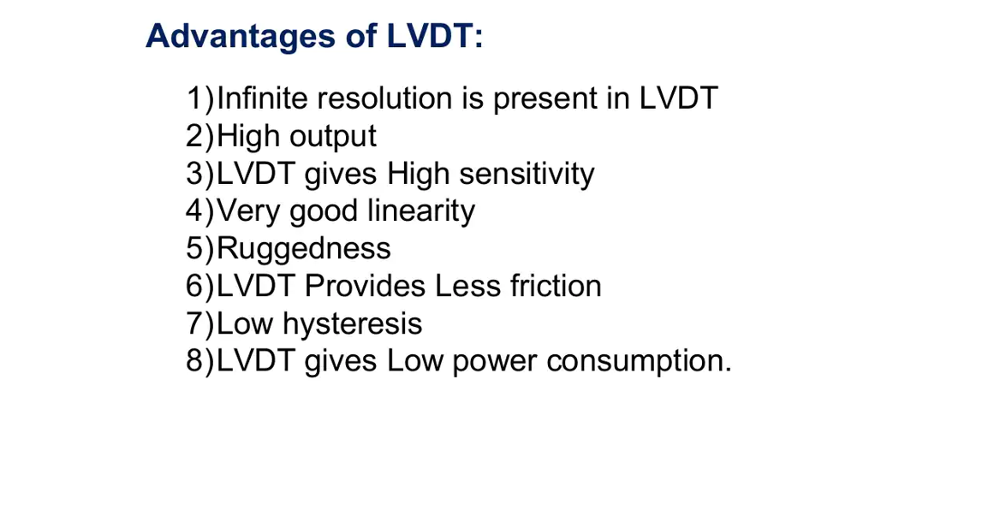 Advantages of LVDT:
1)Infinite resolution is present in LVDT
2)High output
3)LVDT gives High sensitivity
4)Very good linearity
5)Ruggedness
6)LVDT Provides Less friction
7)Low hysteresis
8)LVDT gives Low power consumption.